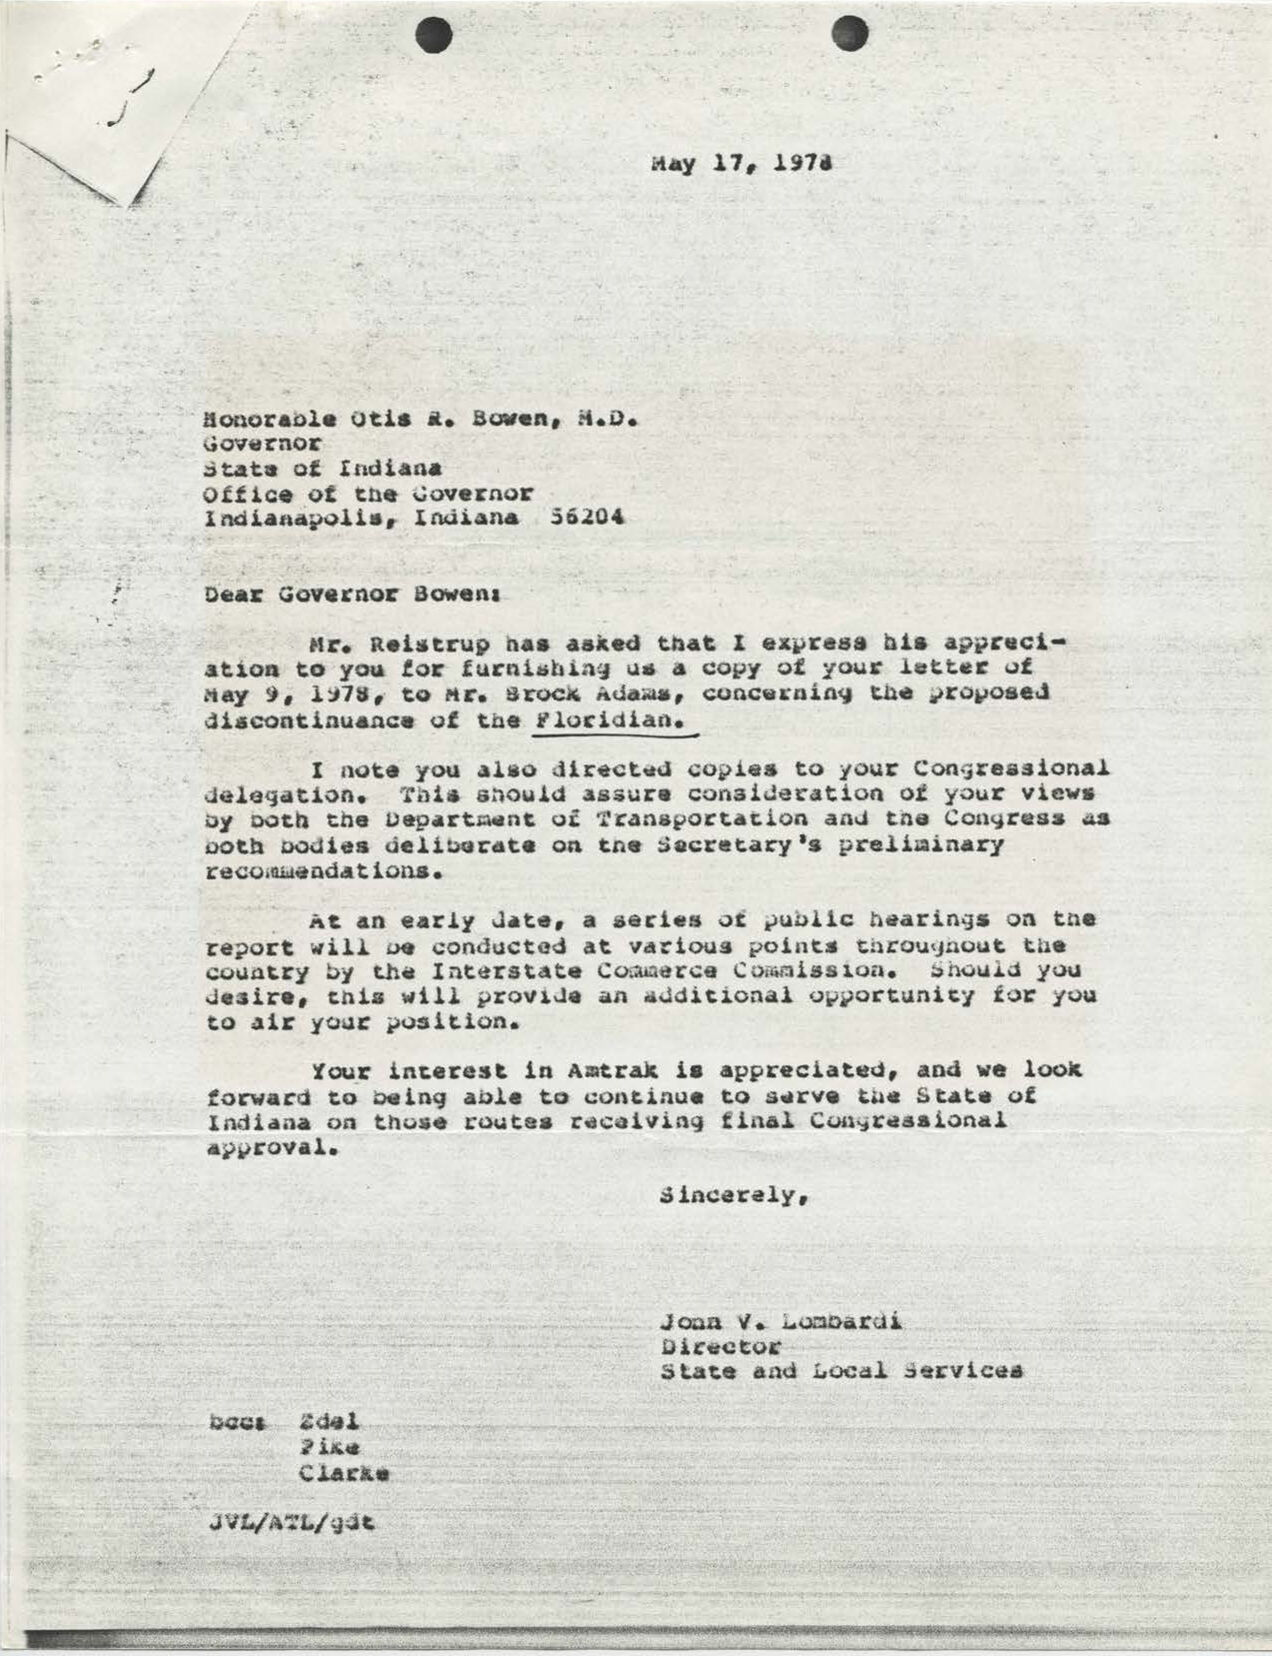 May 17, 1978
Honorable Otis R. Bowen, M.D.
Governor
State of Indiana
Office of the Governor
Indianapolis, Indiana 56204
Dear Governor Bowen:
Mr. Reistrup has asked that I express his appreci-
ation to you for furnishing us a copy of your letter of
May 9, 1978, to Mr. Brock Adams, concerning the proposed
discontinuance of the Floridian.
I note you also directed copies to your Congressional
delegation. This should assure consideration of your views
by both the Department of Transportation and the Congress as
both bodies deliberate on the Secretary's preliminary
recommendations.
At an early date, a series of public hearings on the
report will be conducted at various points throughout the
country by the Interstate Commerce Commission. Should you
desire, this will provide an additional opportunity for you
to air your position.
Your interest in Amtrak is appreciated, and we look
forward to being able to continue to serve the State of
Indiana on those routes receiving final Congressional
approval.
Sincerely,
John V. Lombardi
Director
State and Local Services
bcc: Edel
Pike
Clarke
JVL/ATL/gdt